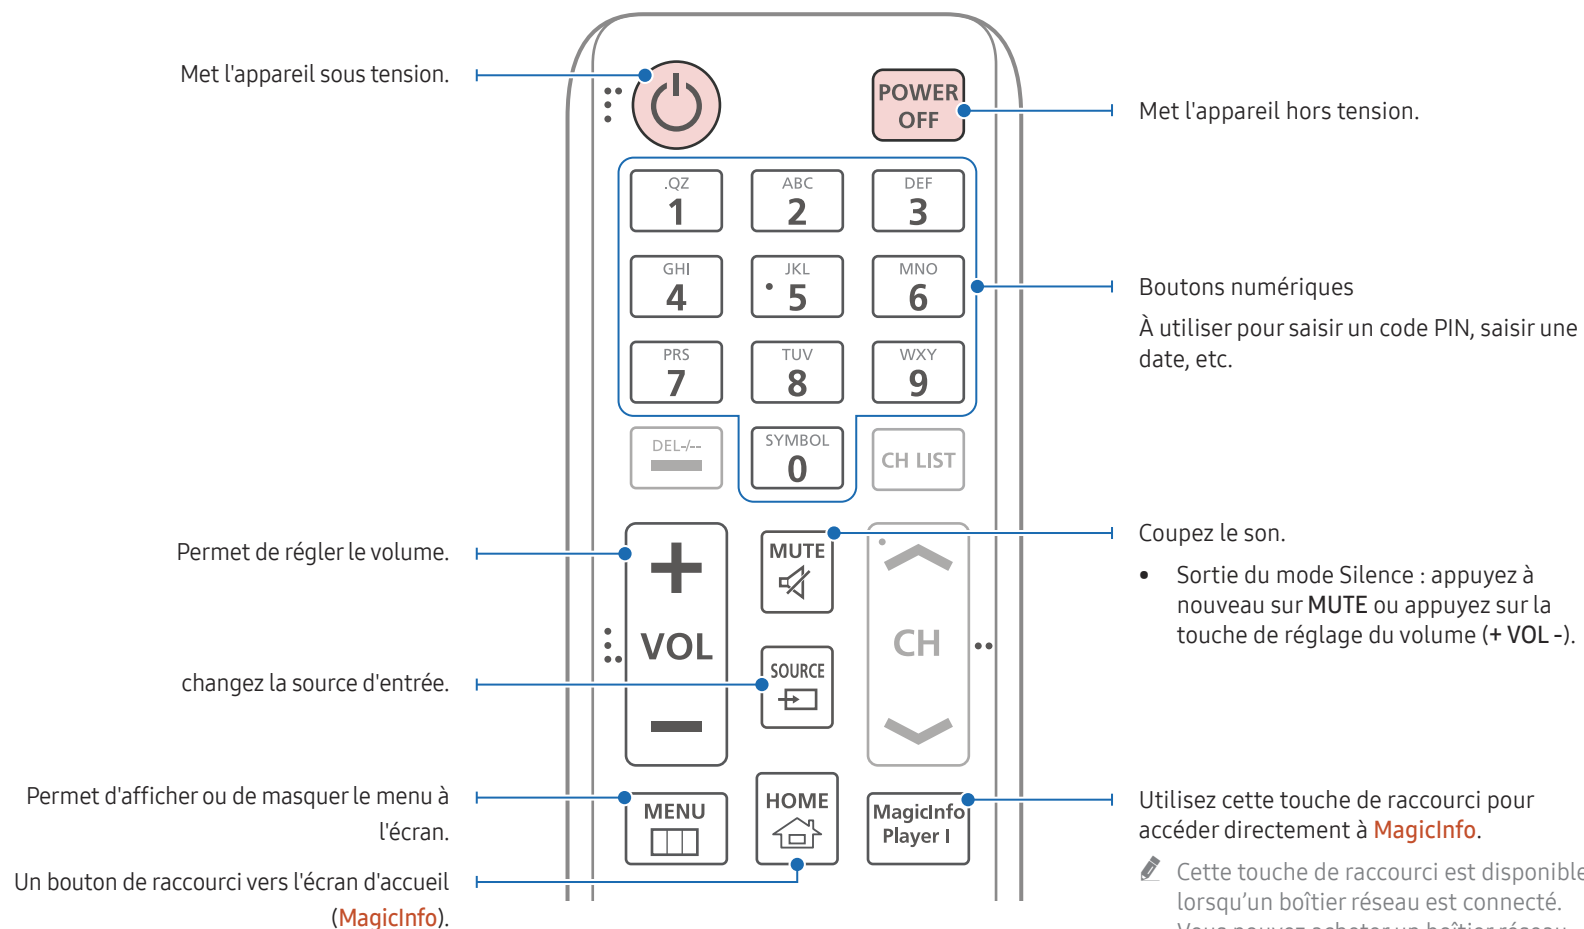 Met l'appareil sous tension.
POWER
OFF
Met l'appareil hors tension.
.QZ
1
ABC
2
DEF
3
GHI
4
JKL
5
MNO
6
Boutons numériques
À utiliser pour saisir un code PIN, saisir une
date, etc.
PRS
7
TUV
8
WXY
9
DEL-/--
SYMBOL
0
CH LIST
Permet de régler le volume.
+
VOL
−
MUTE
CH
Coupez le son.
• Sortie du mode Silence : appuyez à
nouveau sur MUTE ou appuyez sur la
touche de réglage du volume (+ VOL -).
changez la source d'entrée.
SOURCE
Permet d'afficher ou de masquer le menu à
l'écran.
MENU
HOME
MagicInfo
Player I
Utilisez cette touche de raccourci pour
accéder directement à MagicInfo.
Un bouton de raccourci vers l'écran d'accueil
(MagicInfo).
Cette touche de raccourci est disponible
lorsqu'un boîtier réseau est connecté.
Vous pouvez acheter un boîtier réseau